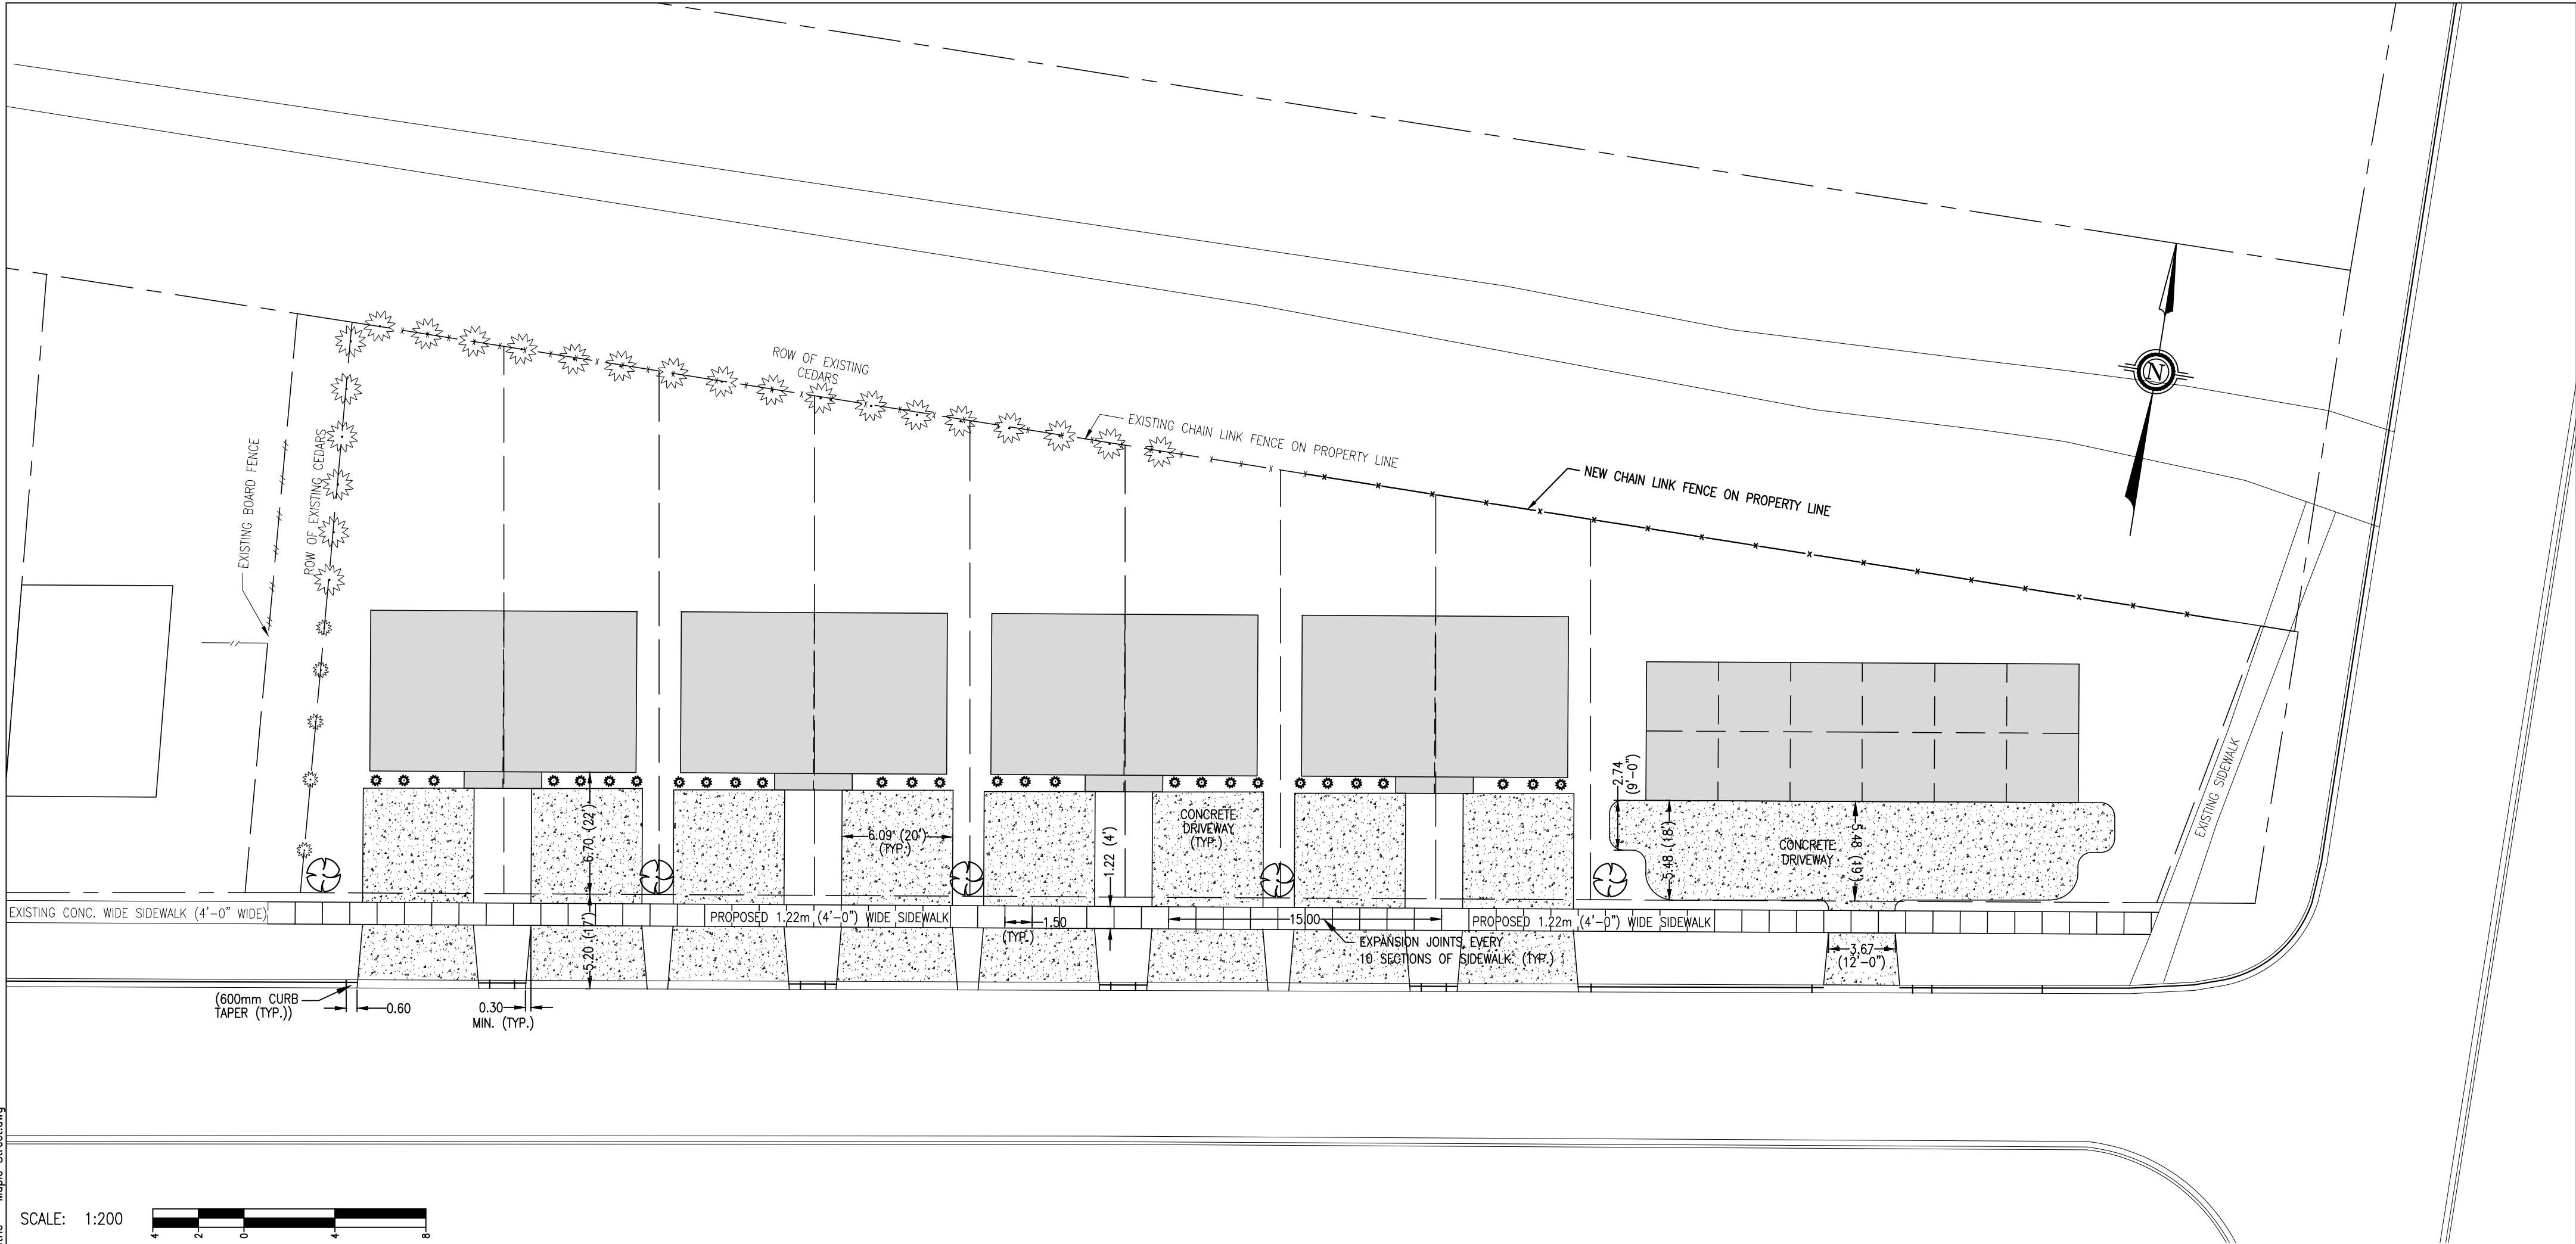 ROW OF EXISTING
CEDARS
EXISTING CHAIN LINK FENCE ON PROPERTY LINE
NEW CHAIN LINK FENCE ON PROPERTY LINE
N
EXISTING BOARD FENCE
ROW OF EXISTING CEDARS
EXISTING SIDEWALK
2.74
(9'-0")
6.70 (22')
6.09' (20')
(TYP.)
1.22 (4')
CONCRETE
DRIVEWAY
(TYP.)
5.48 (18')
CONCRETE
DRIVEWAY
5.48 (19')
EXISTING CONC. WIDE SIDEWALK (4'-0" WIDE)
PROPOSED 1.22m (4'-0") WIDE SIDEWALK
1.50
(TYP.)
15.00
PROPOSED 1.22m (4'-0") WIDE SIDEWALK
5.20 (17')
EXPANSION JOINTS EVERY
10 SECTIONS OF SIDEWALK (TYP.)
3.67
(12'-0")
(600mm CURB
TAPER (TYP.))
0.60
0.30
MIN. (TYP.)
SCALE: 1:200
4 2 0 4 8